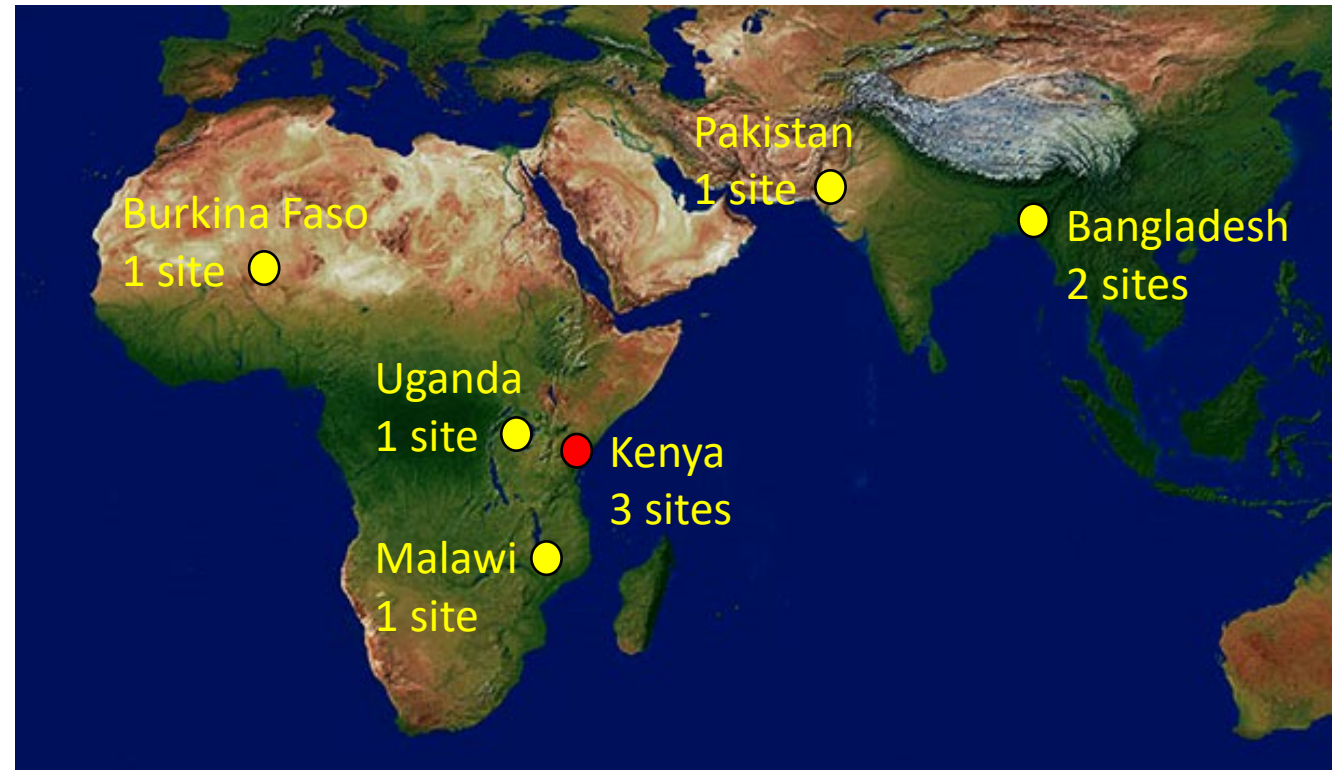 Pakistan
1 site
Burkina Faso
1 site
Bangladesh
2 sites
Uganda
1 site
Kenya
3 sites
Malawi
1 site